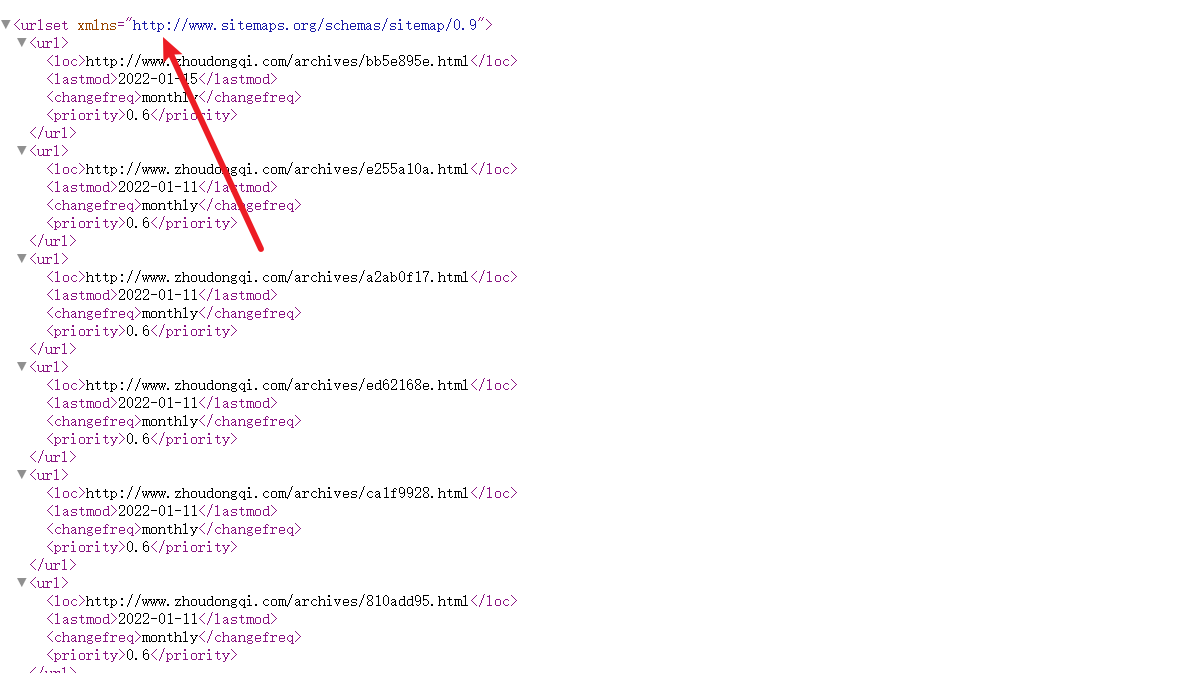 <urlset xmlns="http://www.sitemaps.org/schemas/sitemap/0.9">
<url>
<loc>http://www.zhoudongqi.com/archives/bb5e895e.html</loc>
<lastmod>2022-01-15</lastmod>
<changefreq>monthly</changefreq>
<priority>0.6</priority>
</url>
<url>
<loc>http://www.zhoudongqi.com/archives/e255a10a.html</loc>
<lastmod>2022-01-11</lastmod>
<changefreq>monthly</changefreq>
<priority>0.6</priority>
</url>
<url>
<loc>http://www.zhoudongqi.com/archives/a2ab0f17.html</loc>
<lastmod>2022-01-11</lastmod>
<changefreq>monthly</changefreq>
<priority>0.6</priority>
</url>
<url>
<loc>http://www.zhoudongqi.com/archives/ed62168e.html</loc>
<lastmod>2022-01-11</lastmod>
<changefreq>monthly</changefreq>
<priority>0.6</priority>
</url>
<url>
<loc>http://www.zhoudongqi.com/archives/ca1f9928.html</loc>
<lastmod>2022-01-11</lastmod>
<changefreq>monthly</changefreq>
<priority>0.6</priority>
</url>
<url>
<loc>http://www.zhoudongqi.com/archives/810add95.html</loc>
<lastmod>2022-01-11</lastmod>
<changefreq>monthly</changefreq>
<priority>0.6</priority>
</url>